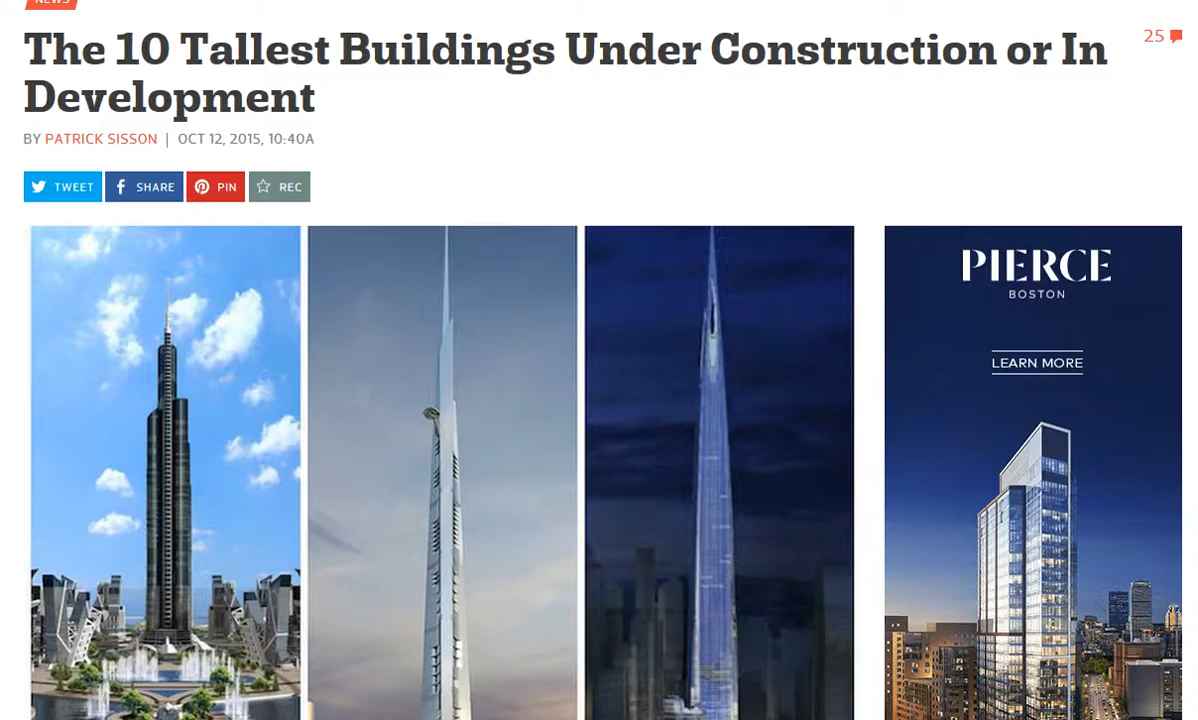 NEWS
The 10 Tallest Buildings Under Construction or In
Development
25
BY PATRICK SISSON | OCT 12, 2015, 10:40A
TWEET SHARE PIN REC
PIERCE
BOSTON
LEARN MORE